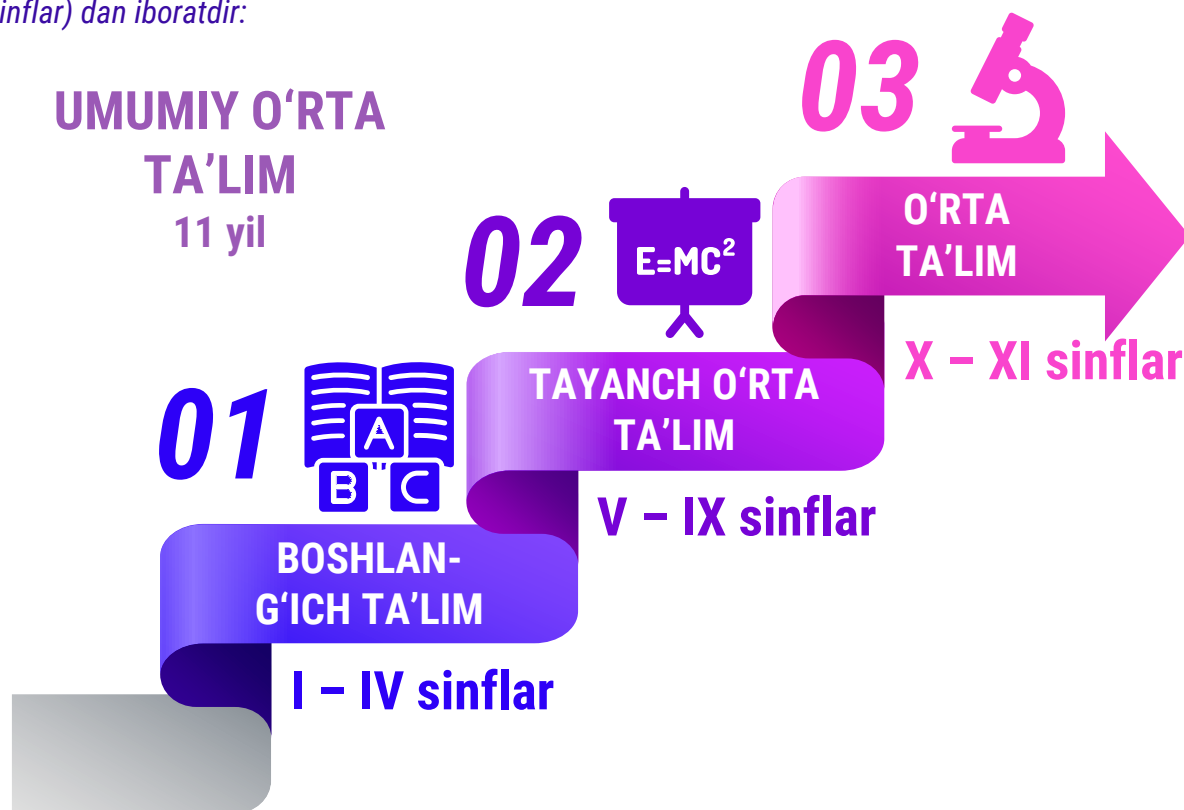 inflar) dan iboratdir:
UMUMIY O‘RTA
TA’LIM
11 yil
03
O‘RTA
TA’LIM
X – XI sinflar
02
E=MC²
TAYANCH O‘RTA
TA’LIM
V – IX sinflar
01
A
B C
BOSHLAN-
G‘ICH TA’LIM
I – IV sinflar